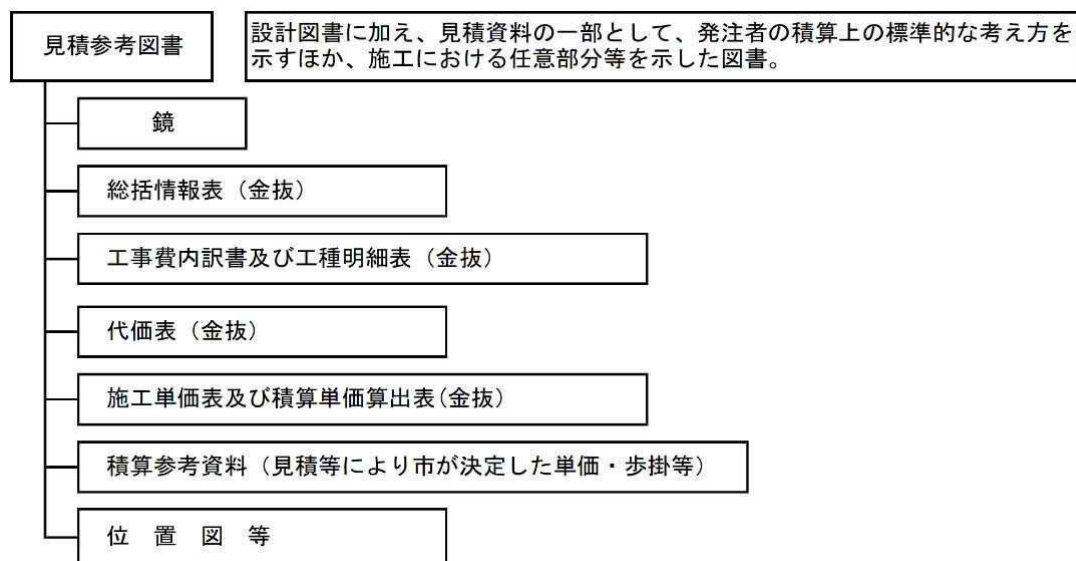 見積参考図書
設計図書に加え、見積資料の一部として、発注者の積算上の標準的な考え方を
示すほか、施工における任意部分等を示した図書。
鏡
総括情報表（金抜）
工事費内訳書及び工種明細表（金抜）
代価表（金抜）
施工単価表及び積算単価算出表(金抜)
積算参考資料（見積等により市が決定した単価・歩掛等）
位　置　図　等